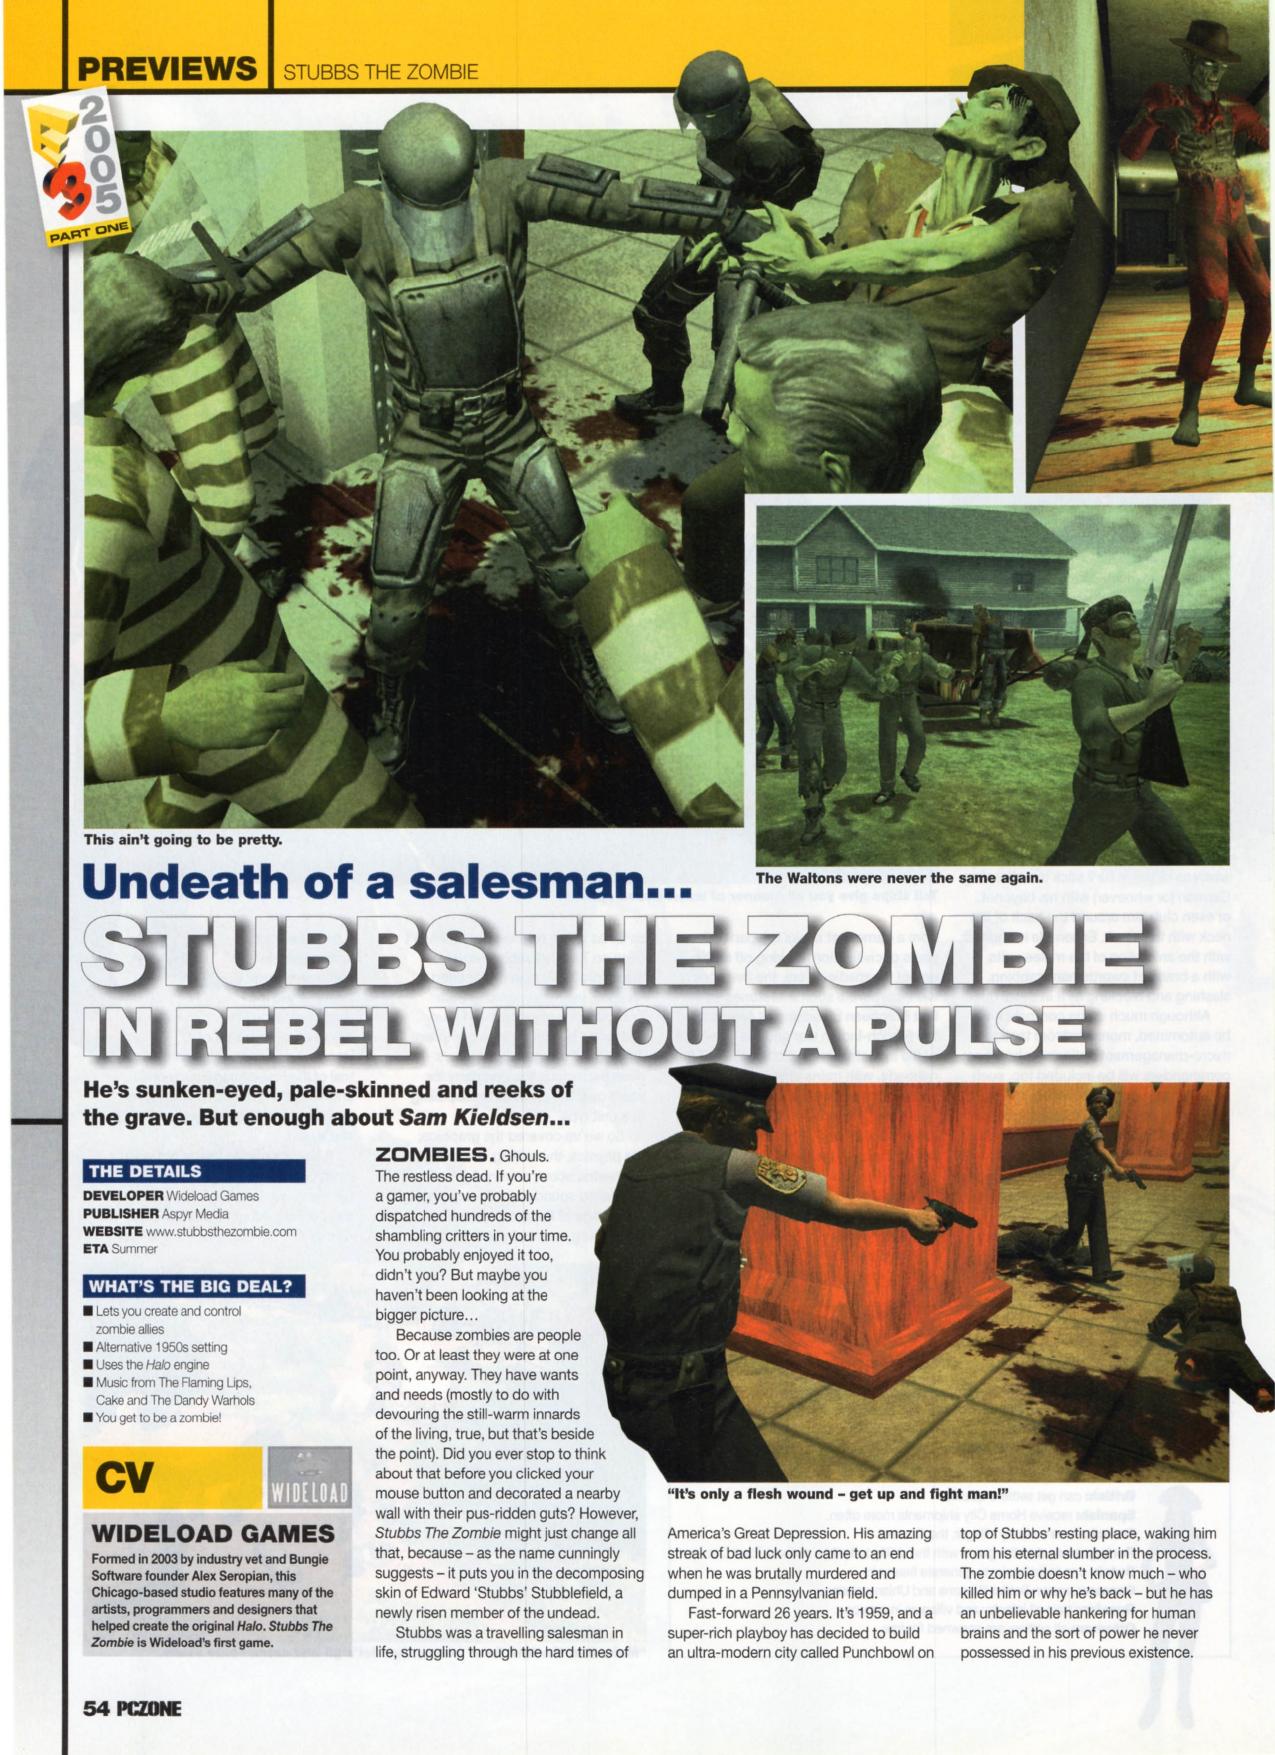 PREVIEWS
STUBBS THE ZOMBIE
E3
2005
PART ONE
This ain't going to be pretty.
The Waltons were never the same again.
Undeath of a salesman...
STUBBS THE ZOMBIE
IN REBEL WITHOUT A PULSE
He's sunken-eyed, pale-skinned and reeks of
the grave. But enough about Sam Kieldsen...
THE DETAILS
DEVELOPER Wideload Games
PUBLISHER Aspyr Media
WEBSITE www.stubbsthezombie.com
ETA Summer
WHAT'S THE BIG DEAL?
■ Lets you create and control
zombie allies
■ Alternative 1950s setting
■ Uses the Halo engine
■ Music from The Flaming Lips,
Cake and The Dandy Warhols
■ You get to be a zombie!
CV
WIDELOAD
WIDELOAD GAMES
Formed in 2003 by industry vet and Bungie
Software founder Alex Seropian, this
Chicago-based studio features many of the
artists, programmers and designers that
helped create the original Halo. Stubbs The
Zombie is Wideload's first game.
ZOMBIES. Ghouls.
The restless dead. If you're
a gamer, you've probably
dispatched hundreds of the
shambling critters in your time.
You probably enjoyed it too,
didn't you? But maybe you
haven't been looking at the
bigger picture...
Because zombies are people
too. Or at least they were at one
point, anyway. They have wants
and needs (mostly to do with
devouring the still-warm innards
of the living, true, but that's beside
the point). Did you ever stop to think
about that before you clicked your
mouse button and decorated a nearby
wall with their pus-ridden guts? However,
Stubbs The Zombie might just change all
that, because – as the name cunningly
suggests – it puts you in the decomposing
skin of Edward 'Stubbs' Stubblefield, a
newly risen member of the undead.
Stubbs was a travelling salesman in
life, struggling through the hard times of
"It's only a flesh wound – get up and fight man!"
America's Great Depression. His amazing
streak of bad luck only came to an end
when he was brutally murdered and
dumped in a Pennsylvanian field.
Fast-forward 26 years. It's 1959, and a
super-rich playboy has decided to build
an ultra-modern city called Punchbowl on
top of Stubbs' resting place, waking him
from his eternal slumber in the process.
The zombie doesn't know much – who
killed him or why he's back – but he has
an unbelievable hankering for human
brains and the sort of power he never
possessed in his previous existence.
54 PCZONE